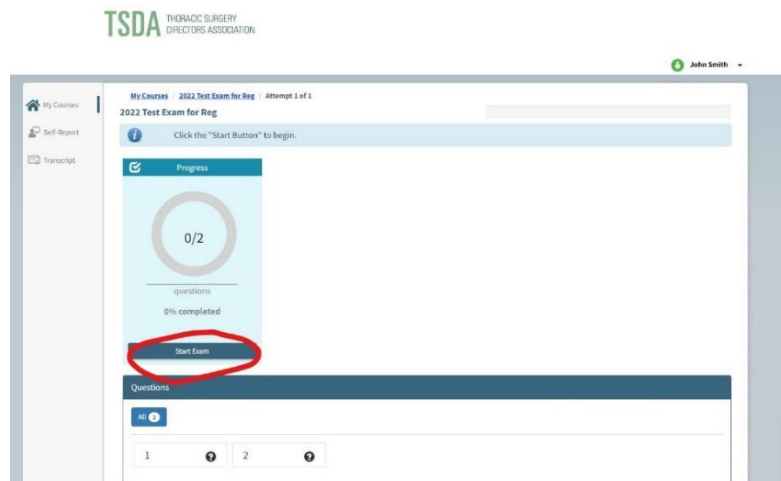 TSDA THORACIC SURGERY
DIRECTORS ASSOCIATION
John Smith
My Courses
Self-Report
Transcript
My Courses / 2022 Test Exam for Reg / Attempt 1 of 1
2022 Test Exam for Reg
Click the "Start Button" to begin.
Progress
0/2
questions
0% completed
Start Exam
Questions
All 2
1 2